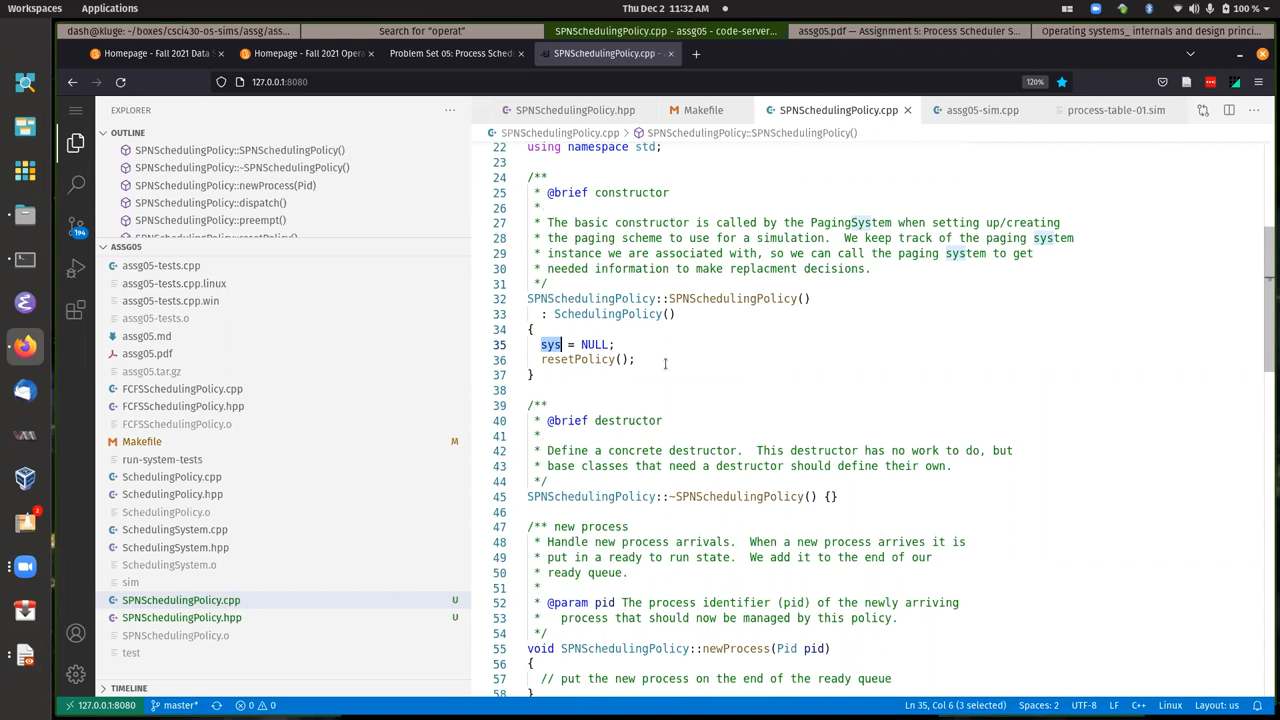 Workspaces Applications Thu Dec 2 11:32 AM 100 %
dash@kluge: ~/boxes/csci430-os-sims/assg/ass... Search for "operat" SPNSchedulingPolicy.cpp - assg05 - code-server... assg05.pdf — Assignment 5: Process Scheduler S... Operating systems_ internals and design princi...
Homepage - Fall 2021 Data S Homepage - Fall 2021 Opera Problem Set 05: Process Sched SPNSchedulingPolicy.cpp -
127.0.0.1:8080 120%
EXPLORER
OUTLINE
SPNSchedulingPolicy::SPNSchedulingPolicy()
SPNSchedulingPolicy::~SPNSchedulingPolicy()
SPNSchedulingPolicy::newProcess(Pid)
SPNSchedulingPolicy::dispatch()
SPNSchedulingPolicy::preempt()
SPNSchedulingPolicy::resetPolicy()
194
ASSG05
assg05-tests.cpp
assg05-tests.cpp.linux
assg05-tests.cpp.win
assg05-tests.o
assg05.md
assg05.pdf
assg05.tar.gz
FCFSSchedulingPolicy.cpp
FCFSSchedulingPolicy.hpp
FCFSSchedulingPolicy.o
Makefile M
run-system-tests
SchedulingPolicy.cpp
SchedulingPolicy.hpp
SchedulingPolicy.o
SchedulingSystem.cpp
SchedulingSystem.hpp
SchedulingSystem.o
sim
SPNSchedulingPolicy.cpp U
SPNSchedulingPolicy.hpp U
SPNSchedulingPolicy.o
test
TIMELINE
2
SPNSchedulingPolicy.hpp Makefile SPNSchedulingPolicy.cpp assg05-sim.cpp process-table-01.sim
SPNSchedulingPolicy.cpp > SPNSchedulingPolicy::SPNSchedulingPolicy()
22 using namespace std;
23
24 /**
25 * @brief constructor
26 *
27 * The basic constructor is called by the PagingSystem when setting up/creating
28 * the paging scheme to use for a simulation. We keep track of the paging system
29 * instance we are associated with, so we can call the paging system to get
30 * needed information to make replacment decisions.
31 */
32 SPNSchedulingPolicy::SPNSchedulingPolicy()
33 : SchedulingPolicy()
34 {
35 sys = NULL;
36 resetPolicy();
37 }
38
39 /**
40 * @brief destructor
41 *
42 * Define a concrete destructor. This destructor has no work to do, but
43 * base classes that need a destructor should define their own.
44 */
45 SPNSchedulingPolicy::~SPNSchedulingPolicy() {}
46
47 /** new process
48 * Handle new process arrivals. When a new process arrives it is
49 * put in a ready to run state. We add it to the end of our
50 * ready queue.
51 *
52 * @param pid The process identifier (pid) of the newly arriving
53 * process that should now be managed by this policy.
54 */
55 void SPNSchedulingPolicy::newProcess(Pid pid)
56 {
57 // put the new process on the end of the ready queue
58 }
127.0.0.1:8080 master* 0 0 Ln 35, Col 6 (3 selected) Spaces: 2 UTF-8 LF C++ Linux Layout: us